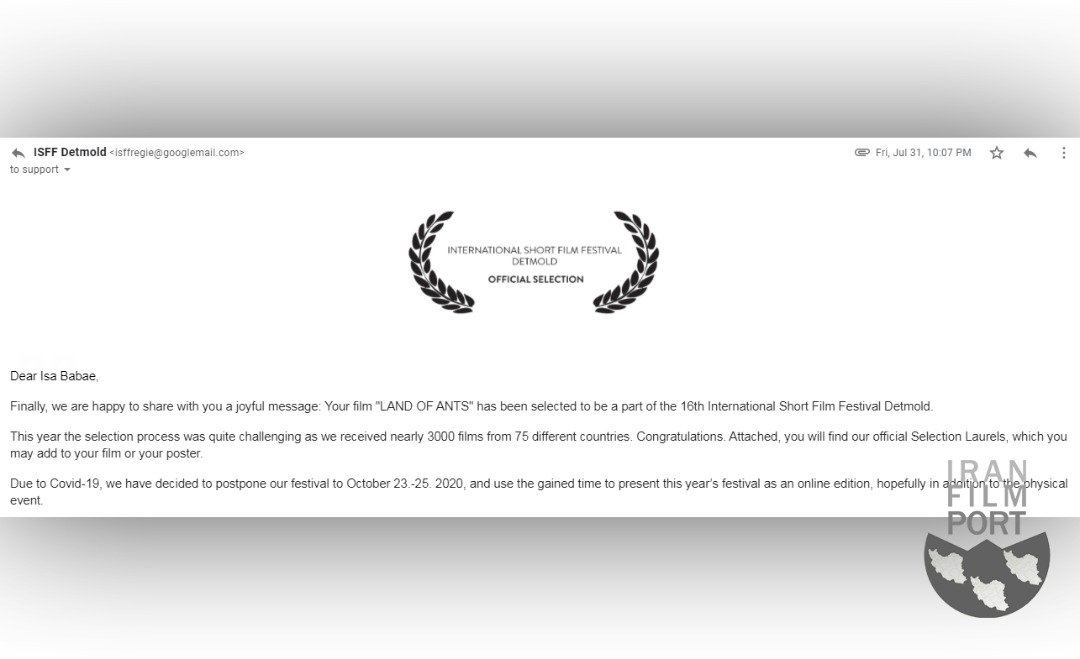 ISFF Detmold <isffregie@googlemail.com>
Fri, Jul 31, 10:07 PM
to support
INTERNATIONAL SHORT FILM FESTIVAL
DETMOLD
OFFICIAL SELECTION
Dear Isa Babae,
Finally, we are happy to share with you a joyful message: Your film "LAND OF ANTS" has been selected to be a part of the 16th International Short Film Festival Detmold.
This year the selection process was quite challenging as we received nearly 3000 films from 75 different countries. Congratulations. Attached, you will find our official Selection Laurels, which you
may add to your film or your poster.
Due to Covid-19, we have decided to postpone our festival to October 23.-25. 2020, and use the gained time to present this year's festival as an online edition, hopefully in addition to the physical
event.
IRAN
FILM
PORT